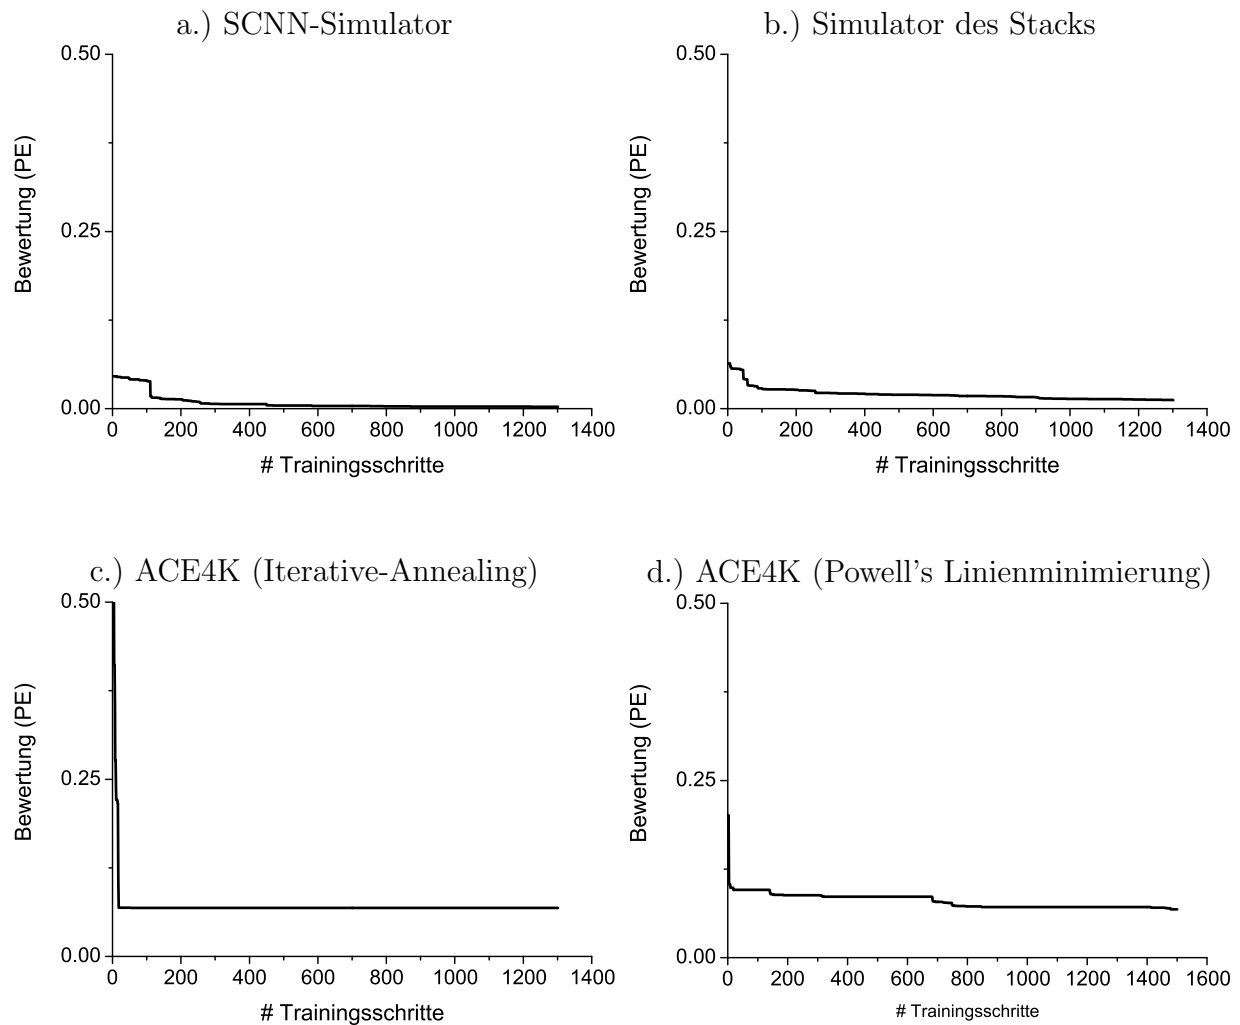 a.) SCNN-Simulator
0.50
0.25
0.00
Bewertung (PE)
0 200 400 600 800 1000 1200 1400
# Trainingsschritte
b.) Simulator des Stacks
0.50
0.25
0.00
Bewertung (PE)
0 200 400 600 800 1000 1200 1400
# Trainingsschritte
c.) ACE4K (Iterative-Annealing)
0.50
0.25
0.00
Bewertung (PE)
0 200 400 600 800 1000 1200 1400
# Trainingsschritte
d.) ACE4K (Powell's Linienminimierung)
0.50
0.25
0.00
Bewertung (PE)
0 200 400 600 800 1000 1200 1400 1600
# Trainingsschritte